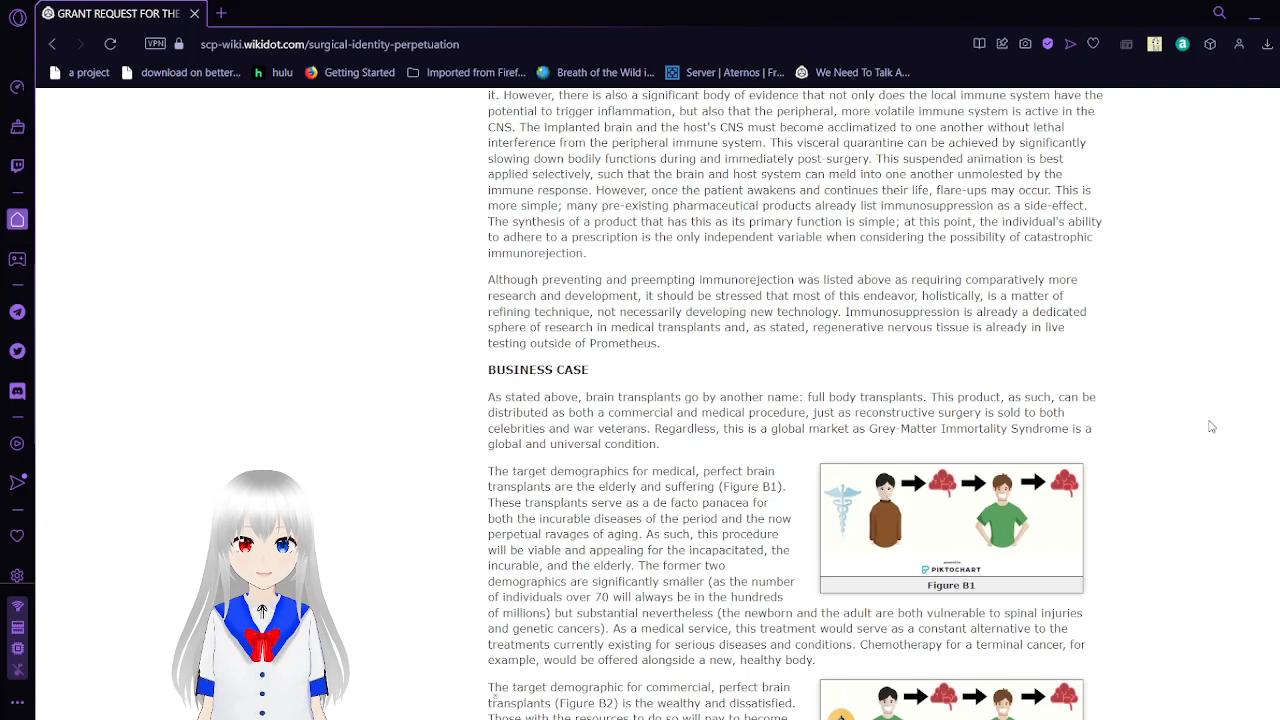 GRANT REQUEST FOR THE
VPN
scp-wiki.wikidot.com/surgical-identity-perpetuation
a project
download on better...
hulu
Getting Started
Imported from Firef...
Breath of the Wild i...
Server | Aternos | Fr...
We Need To Talk A...
it. However, there is also a significant body of evidence that not only does the local immune system have the
potential to trigger inflammation, but also that the peripheral, more volatile immune system is active in the
CNS. The implanted brain and the host's CNS must become acclimatized to one another without lethal
interference from the peripheral immune system. This visceral quarantine can be achieved by significantly
slowing down bodily functions during and immediately post-surgery. This suspended animation is best
applied selectively, such that the brain and host system can meld into one another unmolested by the
immune response. However, once the patient awakens and continues their life, flare-ups may occur. This is
more simple; many pre-existing pharmaceutical products already list immunosuppression as a side-effect.
The synthesis of a product that has this as its primary function is simple; at this point, the individual's ability
to adhere to a prescription is the only independent variable when considering the possibility of catastrophic
immunorejection.
Although preventing and preempting immunorejection was listed above as requiring comparatively more
research and development, it should be stressed that most of this endeavor, holistically, is a matter of
refining technique, not necessarily developing new technology. Immunosuppression is already a dedicated
sphere of research in medical transplants and, as stated, regenerative nervous tissue is already in live
testing outside of Prometheus.
BUSINESS CASE
As stated above, brain transplants go by another name: full body transplants. This product, as such, can be
distributed as both a commercial and medical procedure, just as reconstructive surgery is sold to both
celebrities and war veterans. Regardless, this is a global market as Grey-Matter Immortality Syndrome is a
global and universal condition.
The target demographics for medical, perfect brain
transplants are the elderly and suffering (Figure B1).
These transplants serve as a de facto panacea for
both the incurable diseases of the period and the now
perpetual ravages of aging. As such, this procedure
will be viable and appealing for the incapacitated, the
incurable, and the elderly. The former two
demographics are significantly smaller (as the number
of individuals over 70 will always be in the hundreds
of millions) but substantial nevertheless (the newborn and the adult are both vulnerable to spinal injuries
and genetic cancers). As a medical service, this treatment would serve as a constant alternative to the
treatments currently existing for serious diseases and conditions. Chemotherapy for a terminal cancer, for
example, would be offered alongside a new, healthy body.
PIKTOCHART
Figure B1
The target demographic for commercial, perfect brain
transplants (Figure B2) is the wealthy and dissatisfied.
Those with the resources to do so will pay to become